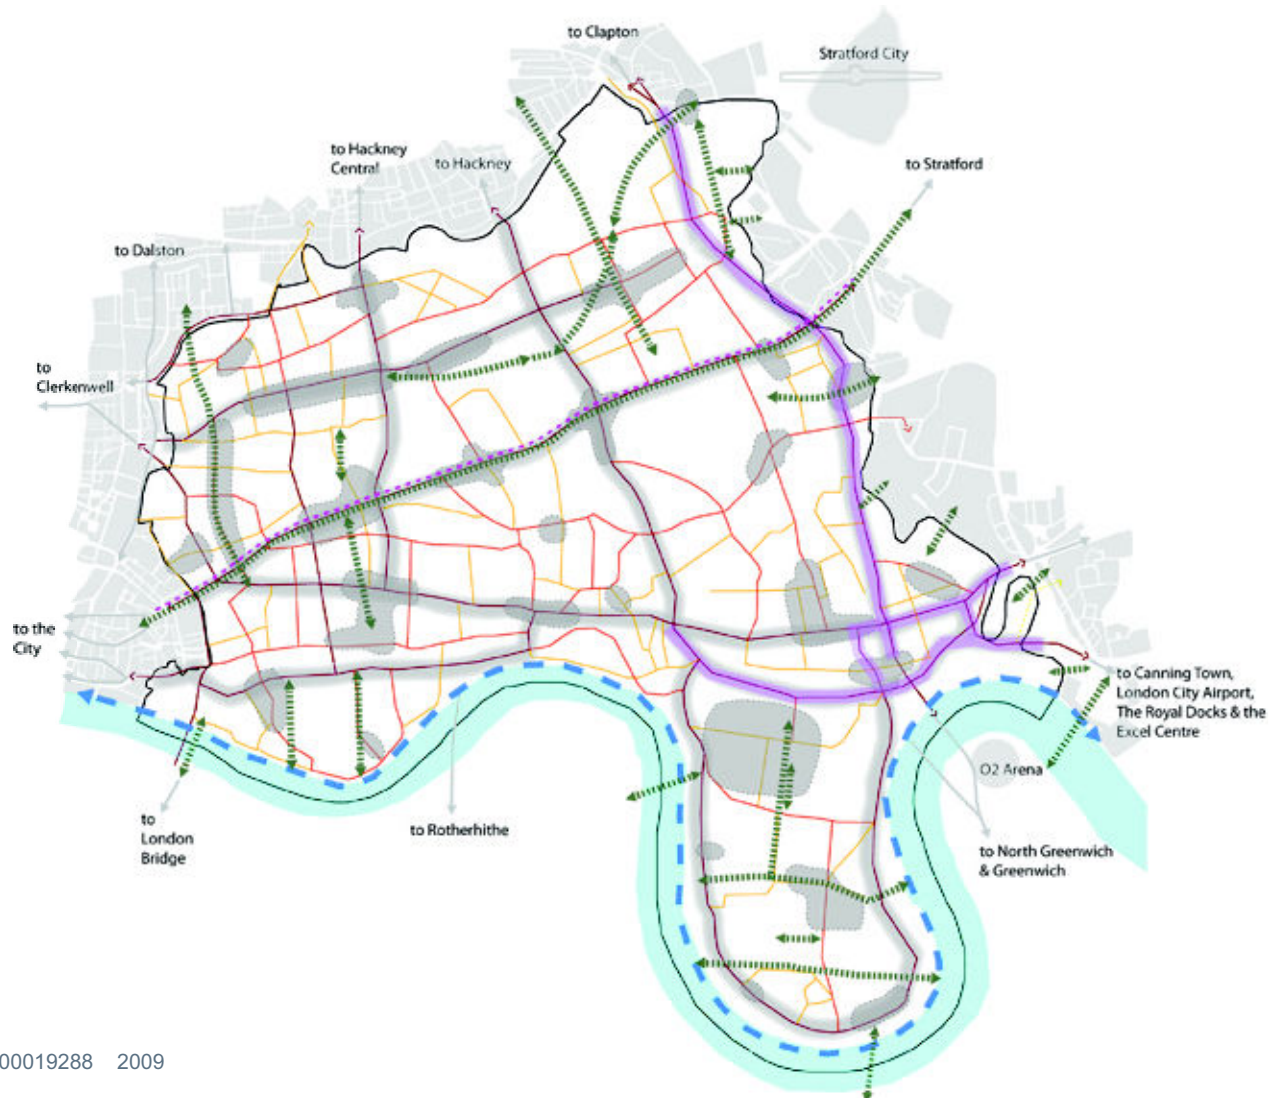 to Clapton
Stratford City
to Hackney
Central
to Hackney
to Stratford
to Dalston
to
Clerkenwell
to the
City
to Canning Town,
London City Airport,
The Royal Docks & the
Excel Centre
O2 Arena
to
London
Bridge
to Rotherhithe
to North Greenwich
& Greenwich
00019288 2009